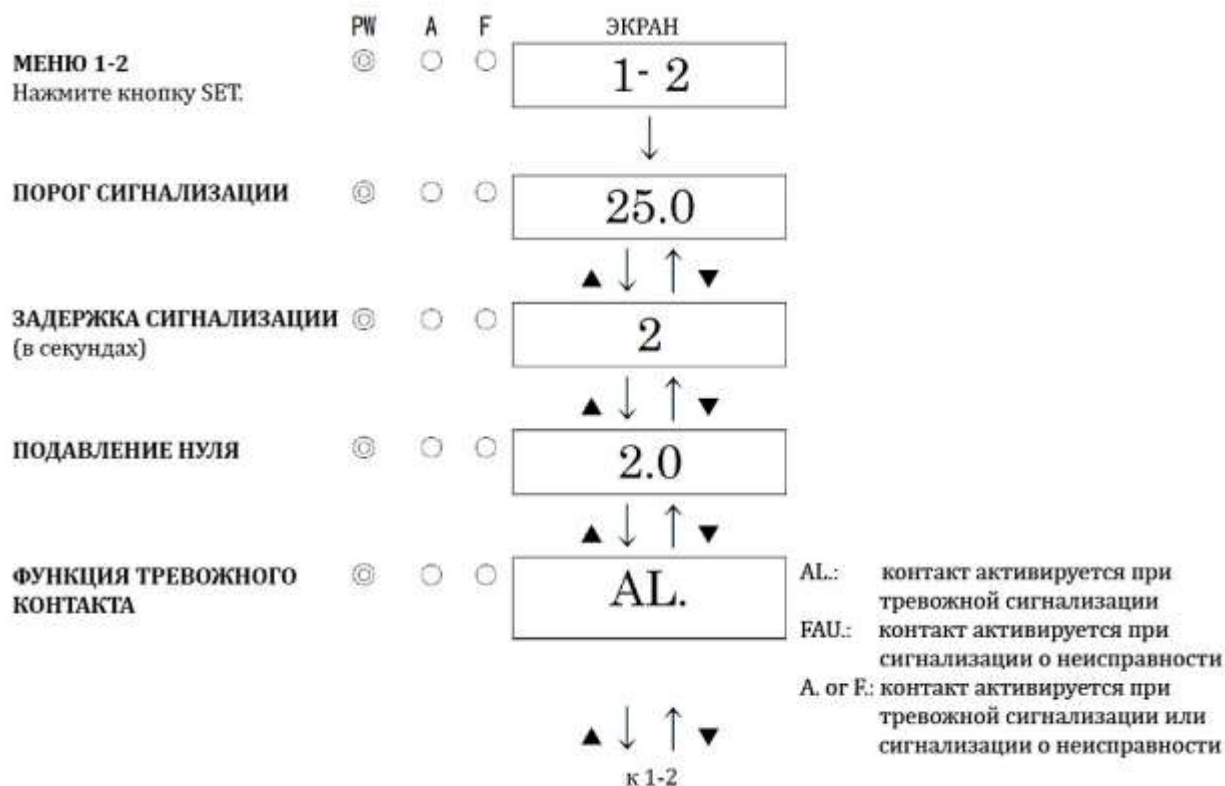 PW A F ЭКРАН
МЕНЮ 1-2
Нажмите кнопку SET.
1- 2
ПОРОГ СИГНАЛИЗАЦИИ
25.0
▲ ▼
ЗАДЕРЖКА СИГНАЛИЗАЦИИ
(в секундах)
2
▲ ▼
ПОДАВЛЕНИЕ НУЛЯ
2.0
▲ ▼
ФУНКЦИЯ ТРЕВОЖНОГО
КОНТАКТА
AL.
AL.: контакт активируется при
тревожной сигнализации
FAU.: контакт активируется при
сигнализации о неисправности
A. or F.: контакт активируется при
тревожной сигнализации или
сигнализации о неисправности
▲ ▼
к 1-2